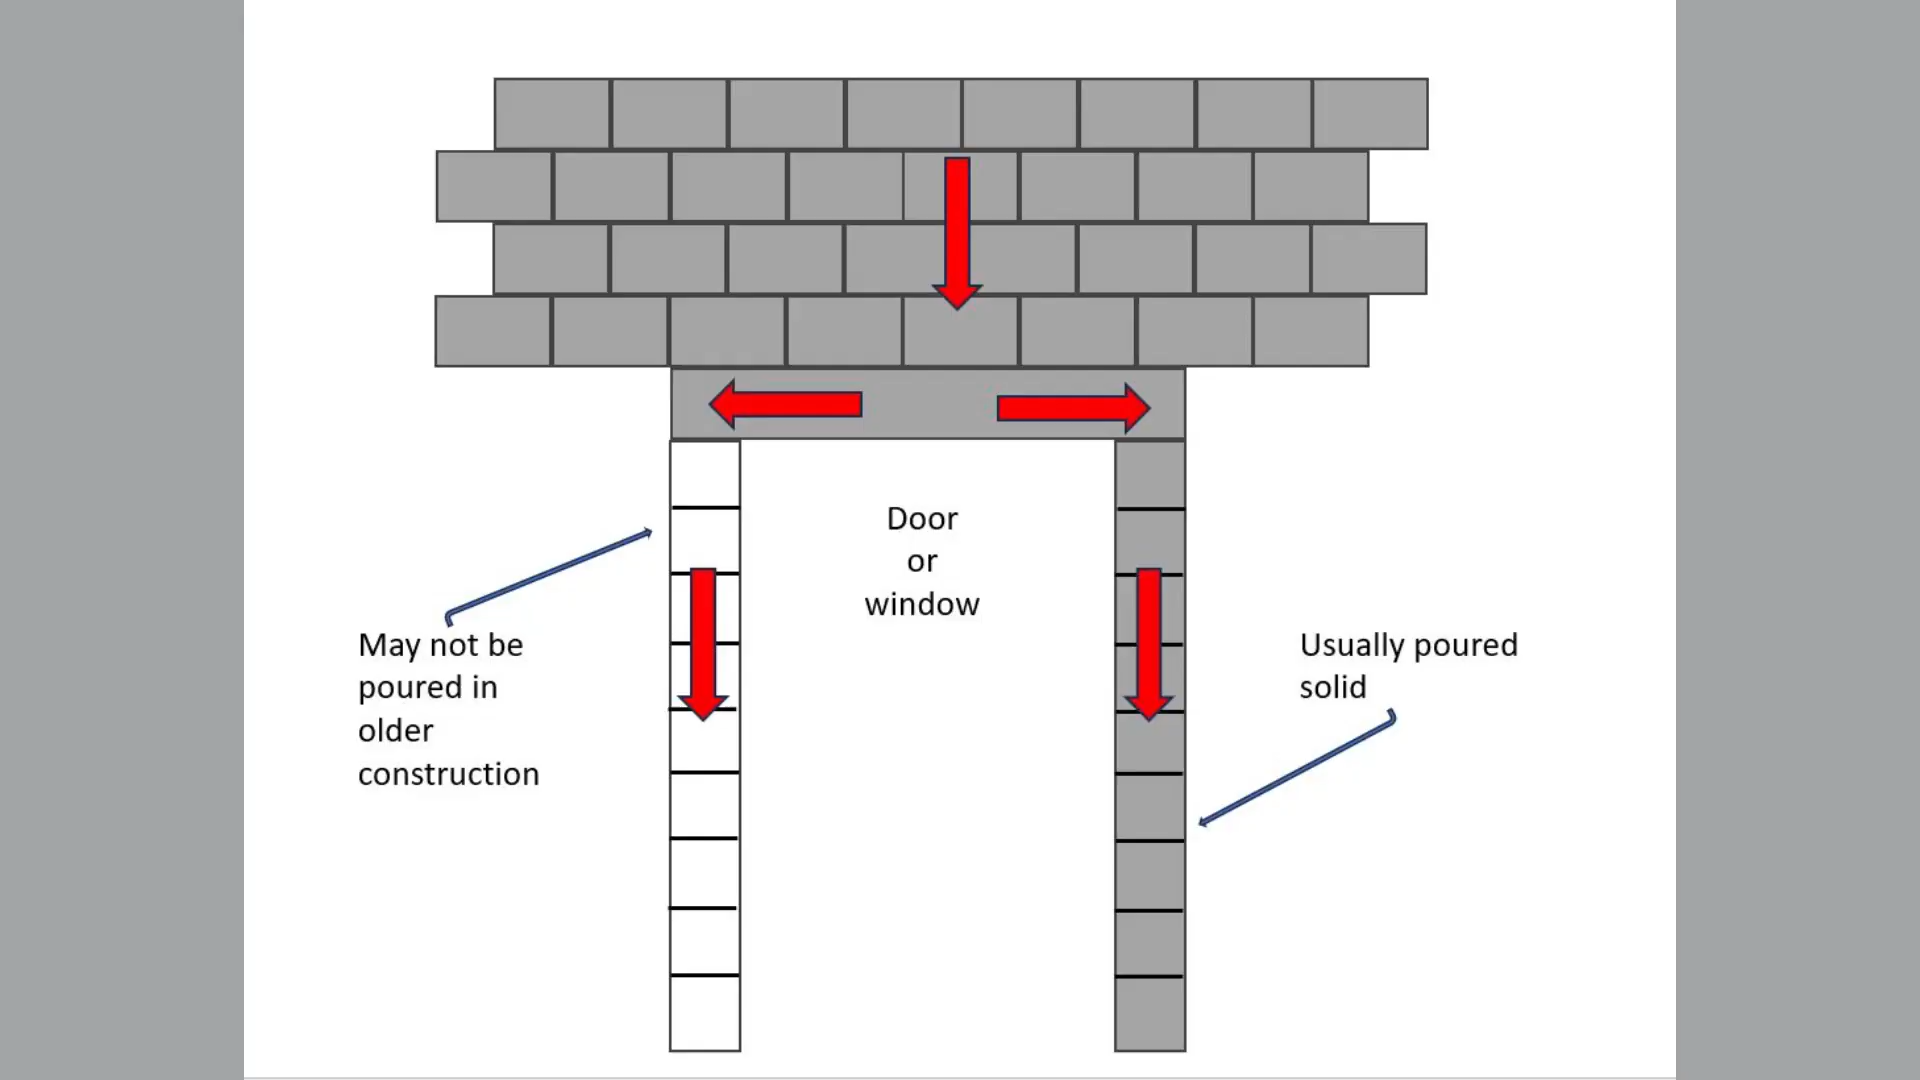 Door
or
window
May not be
poured in
older
construction
Usually poured
solid